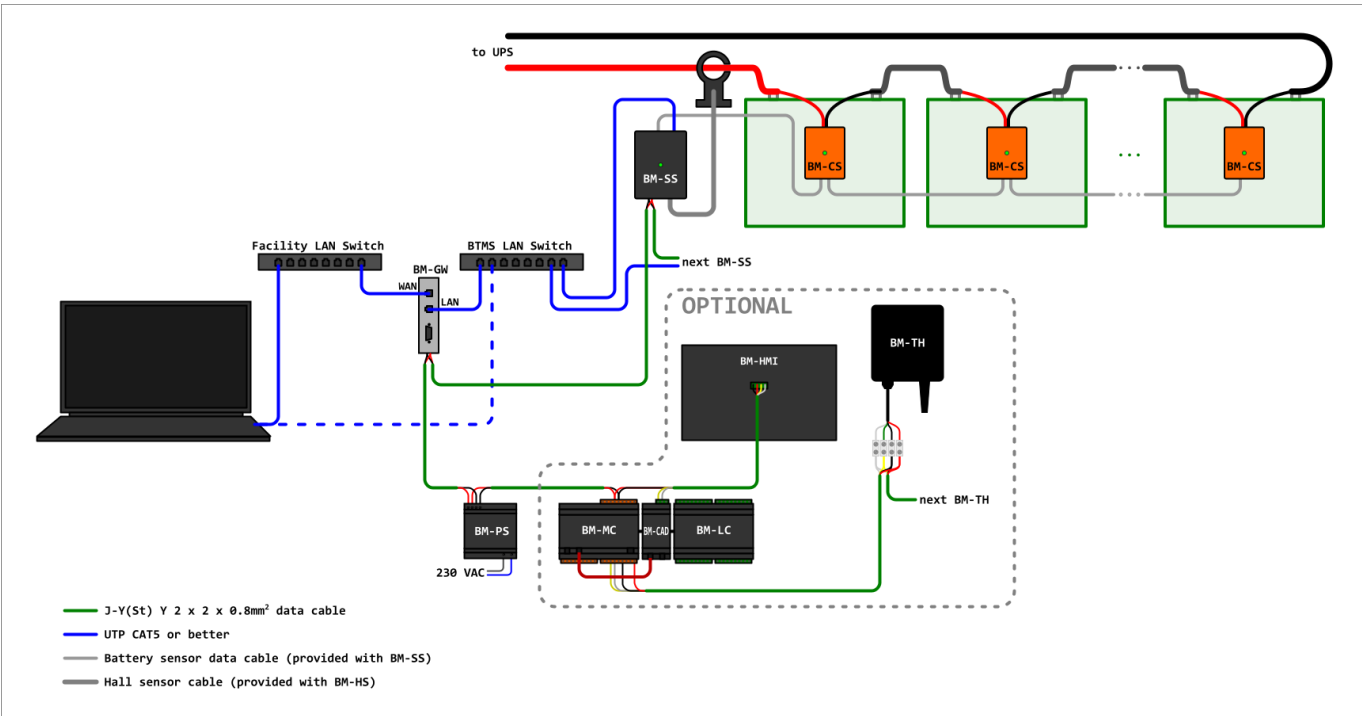 to UPS
BM-CS
BM-CS
BM-CS
BM-SS
Facility LAN Switch
BTMS LAN Switch
BM-GW
next BM-SS
WAN
LAN
OPTIONAL
BM-TH
BM-HMI
next BM-TH
BM-PS
BM-MC
BM-CAD
BM-LC
230 VAC
J-Y(St) Y 2 x 2 x 0.8mm² data cable
UTP CAT5 or better
Battery sensor data cable (provided with BM-SS)
Hall sensor cable (provided with BM-HS)